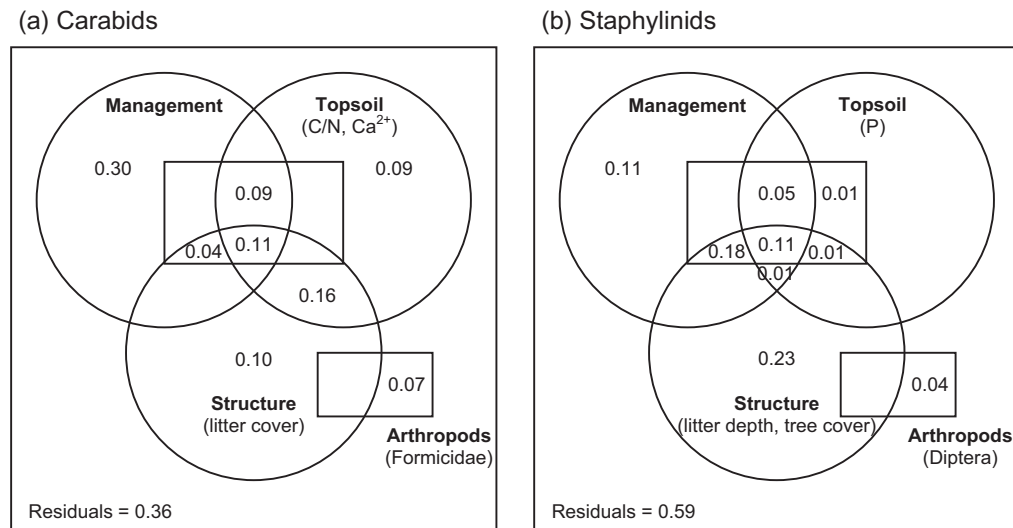 (a) Carabids
Management
Topsoil
(C/N, Ca²⁺)
0.30
0.09
0.09
0.04
0.11
0.16
0.10
0.07
Structure
(litter cover)
Arthropods
(Formicidae)
Residuals = 0.36
(b) Staphylinids
Management
Topsoil
(P)
0.11
0.05
0.01
0.18
0.11
0.01
0.01
0.23
0.04
Structure
(litter depth, tree cover)
Arthropods
(Diptera)
Residuals = 0.59